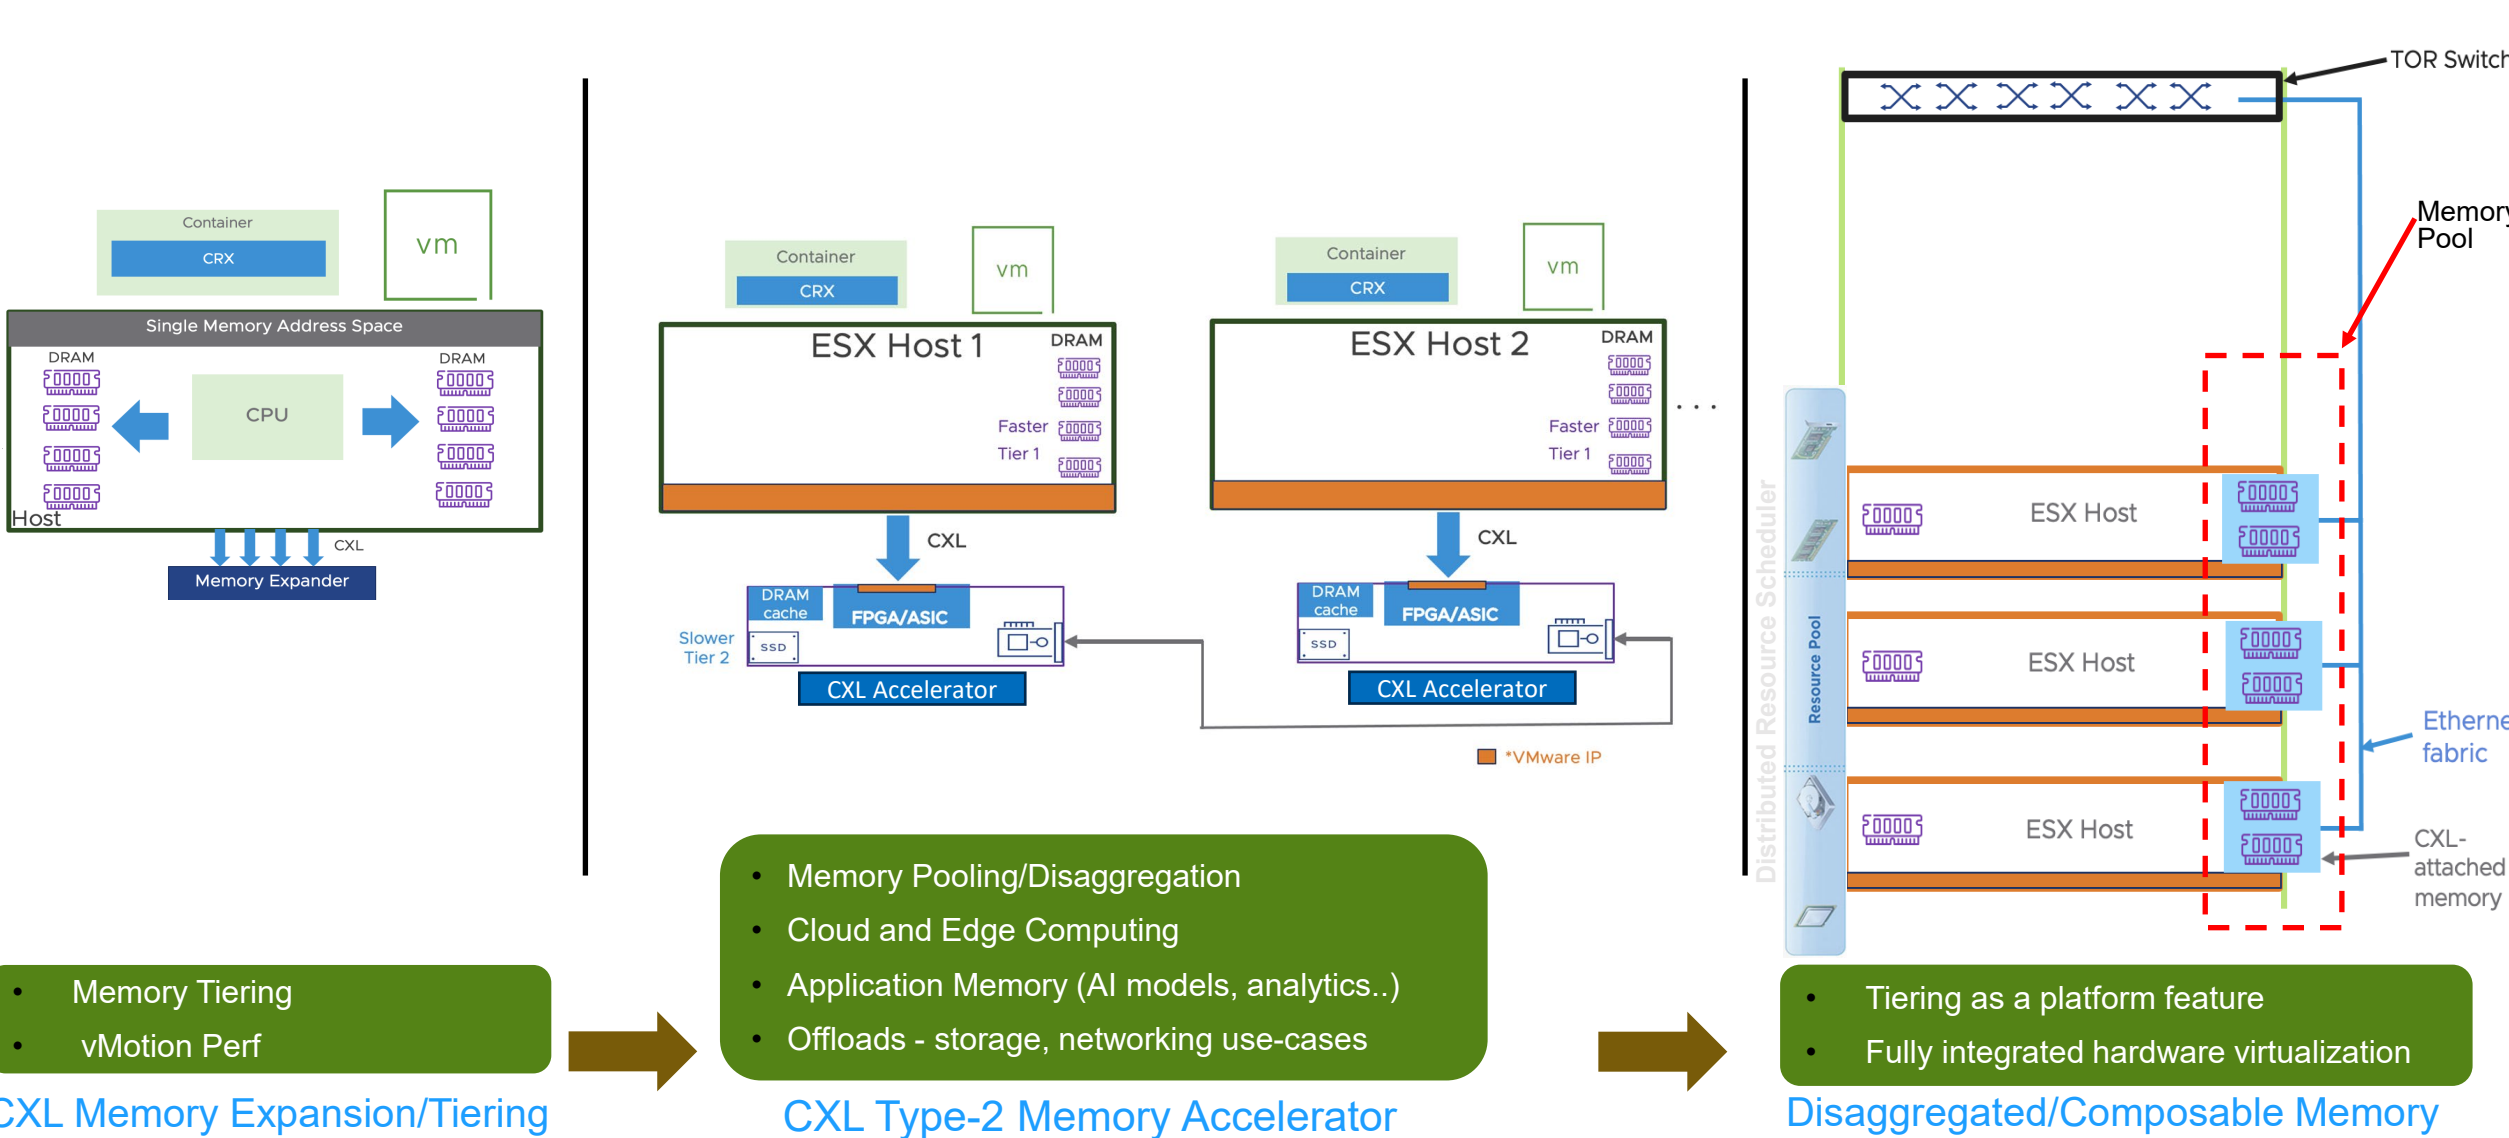 Container
CRX
vm
Single Memory Address Space
DRAM
DRAM
CPU
Host
CXL
Memory Expander
Memory Tiering
vMotion Perf
CXL Memory Expansion/Tiering
Container
CRX
vm
ESX Host 1
DRAM
Faster
Tier 1
CXL
DRAM
cache
FPGA/ASIC
SSD
Slower
Tier 2
CXL Accelerator
Container
CRX
vm
ESX Host 2
DRAM
Faster
Tier 1
. . .
CXL
DRAM
cache
FPGA/ASIC
SSD
CXL Accelerator
*VMware IP
• Memory Pooling/Disaggregation
• Cloud and Edge Computing
• Application Memory (AI models, analytics..)
• Offloads - storage, networking use-cases
CXL Type-2 Memory Accelerator
TOR Switch
Memory
Pool
Distributed Resource Scheduler
Resource Pool
ESX Host
ESX Host
ESX Host
Etherne
fabric
CXL-
attached
memory
• Tiering as a platform feature
• Fully integrated hardware virtualization
Disaggregated/Composable Memory